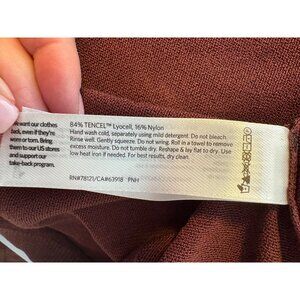 want our clothes
back, even if they're
worn or torn. Bring
them to our US stores
and support our
take-back program.
84% TENCEL™ Lyocell, 16% Nylon
Hand wash cold, separately using mild detergent. Do not bleach.
Rinse well. Gently squeeze. Do not wring. Roll in a towel to remove
excess moisture. Do not tumble dry. Reshape & lay flat to dry. Use
low heat iron if needed. For best results, dry clean.
RN#78121/CA#63918 PNH